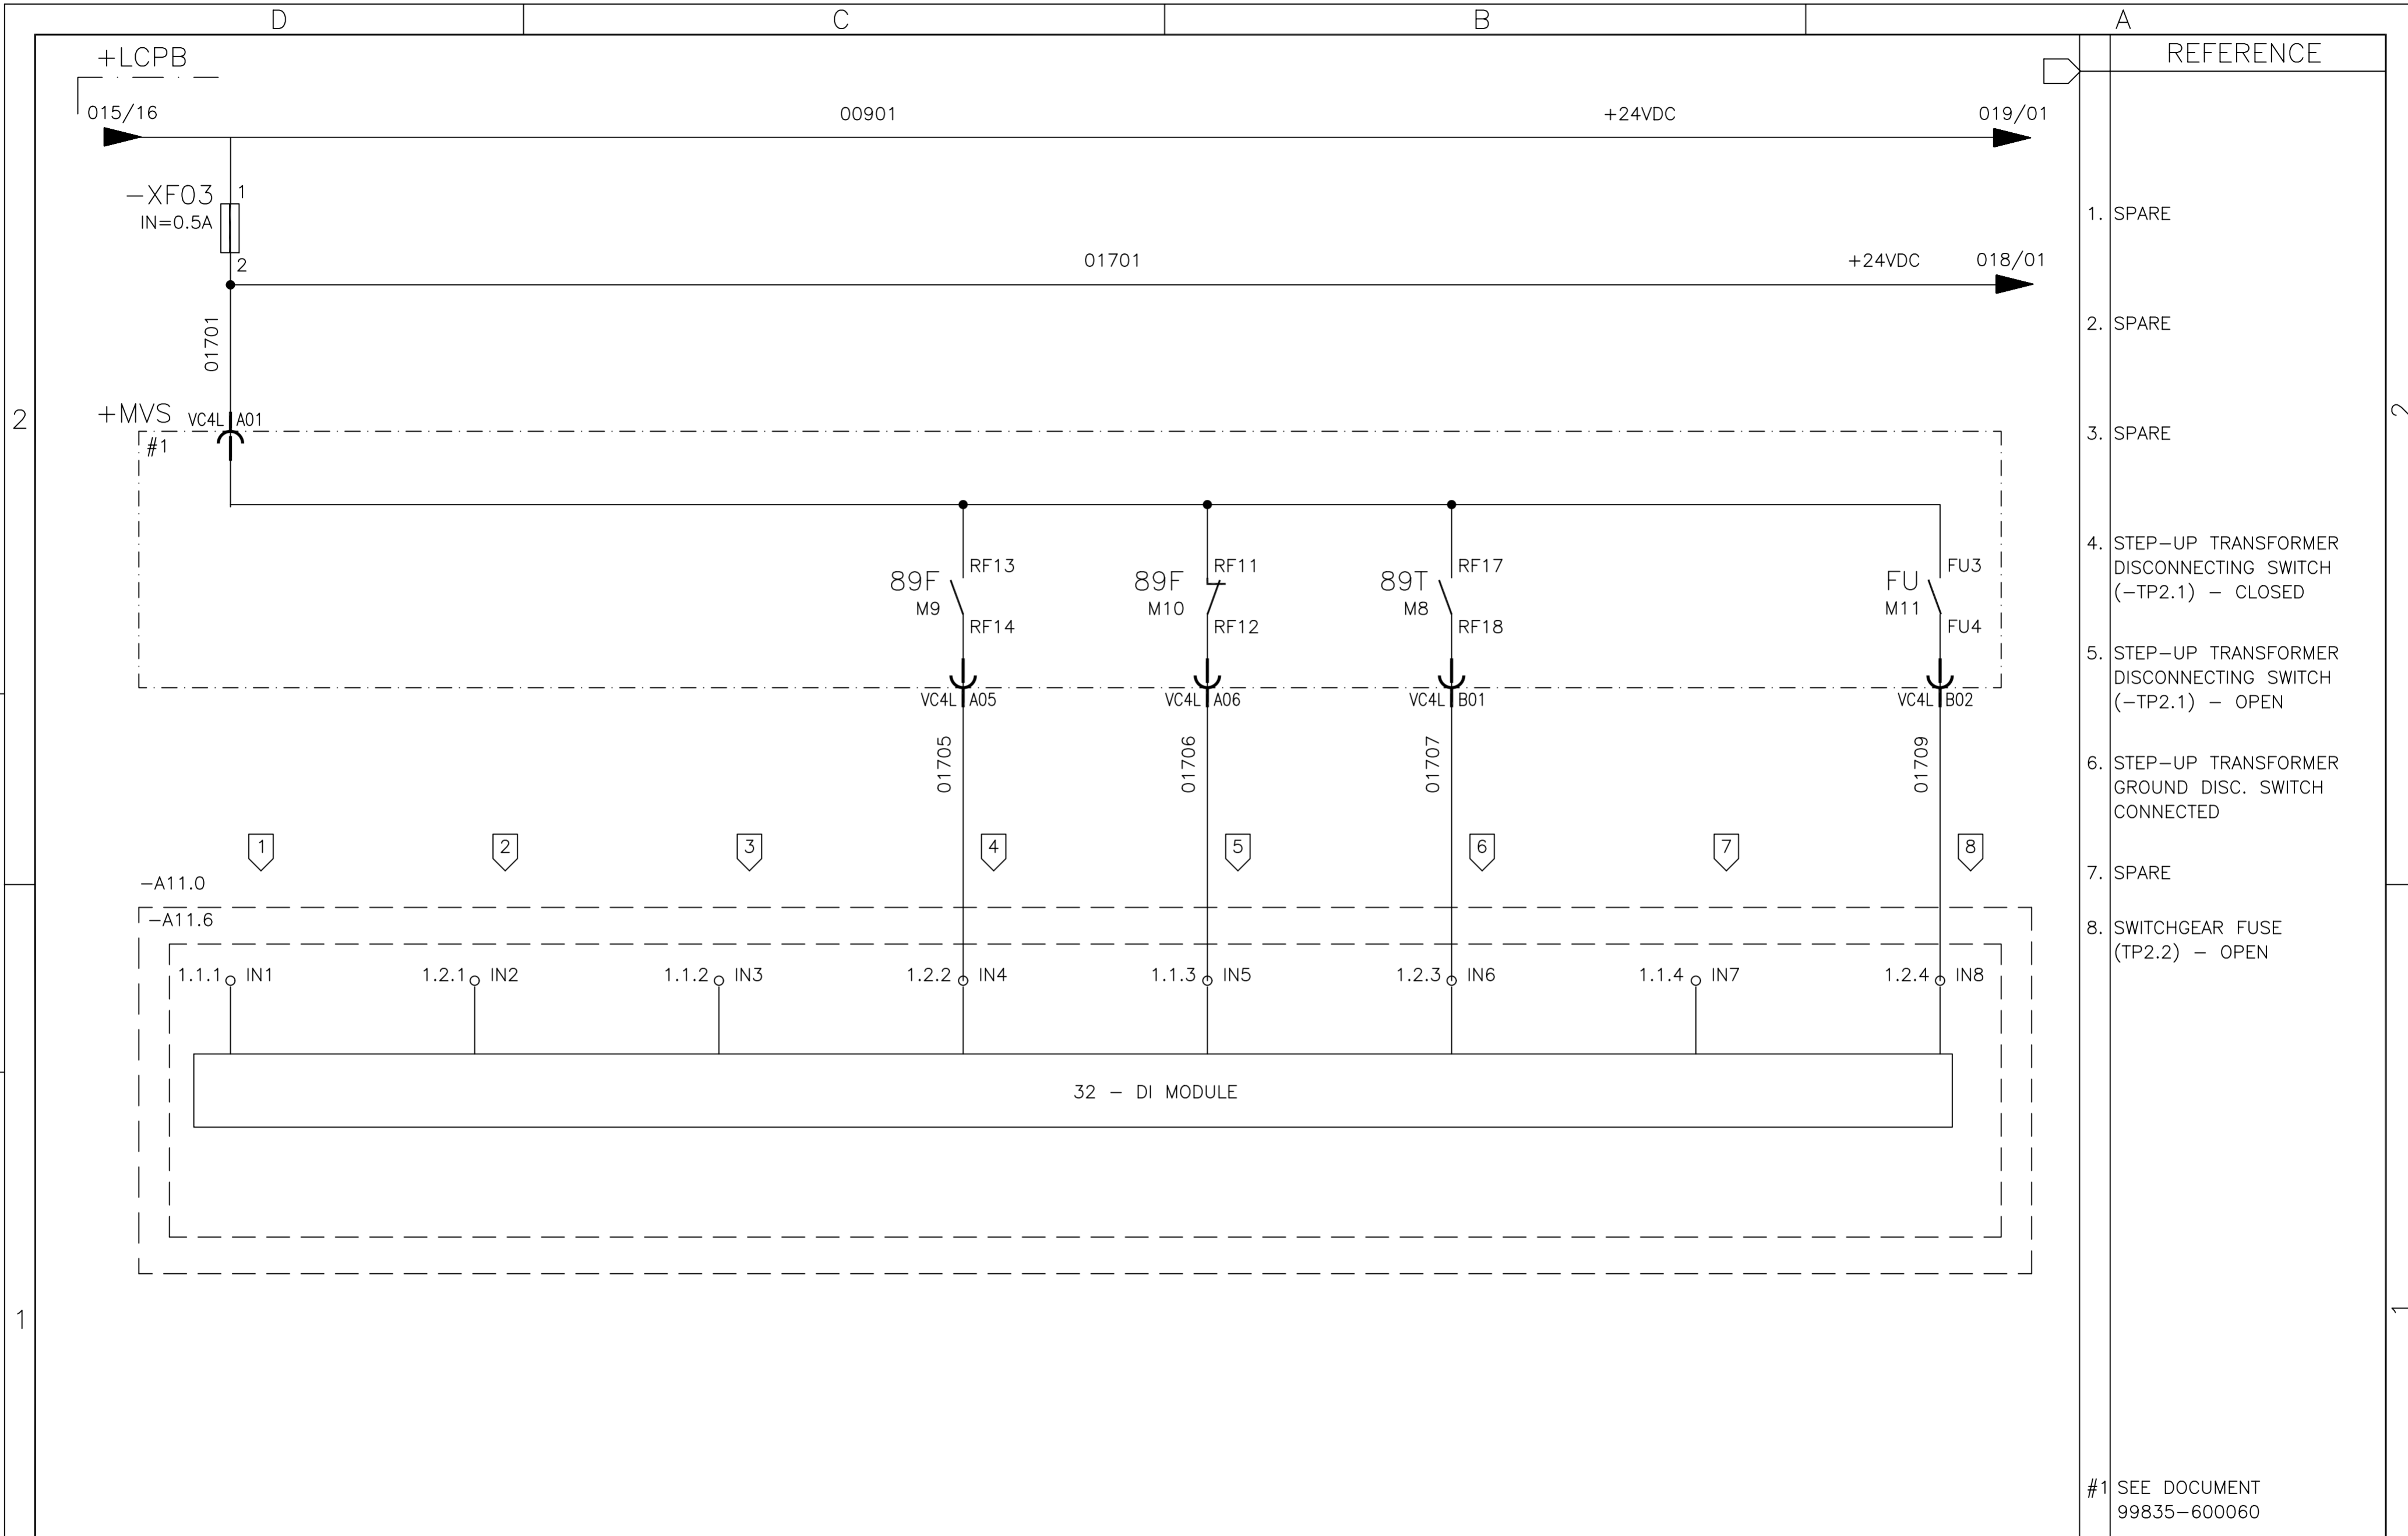 D C B A
+LCPB
REFERENCE
015/16 00901 +24VDC 019/01
-XF03 1
IN=0.5A
2
01701 +24VDC 018/01
01701
1. SPARE
2. SPARE
3. SPARE
2 2
+MVS VC4L A01
#1
89F M9 RF13 RF14
89F M10 RF11 RF12
89T M8 RF17 RF18
FU M11 FU3 FU4
VC4L A05 VC4L A06 VC4L B01 VC4L B02
01705 01706 01707 01709
4. STEP-UP TRANSFORMER
DISCONNECTING SWITCH
(-TP2.1) - CLOSED
5. STEP-UP TRANSFORMER
DISCONNECTING SWITCH
(-TP2.1) - OPEN
6. STEP-UP TRANSFORMER
GROUND DISC. SWITCH
CONNECTED
7. SPARE
8. SWITCHGEAR FUSE
(TP2.2) - OPEN
1 2 3 4 5 6 7 8
-A11.0
-A11.6
1.1.1 IN1 1.2.1 IN2 1.1.2 IN3 1.2.2 IN4 1.1.3 IN5 1.2.3 IN6 1.1.4 IN7 1.2.4 IN8
32 - DI MODULE
1 1
#1 SEE DOCUMENT
99835-600060